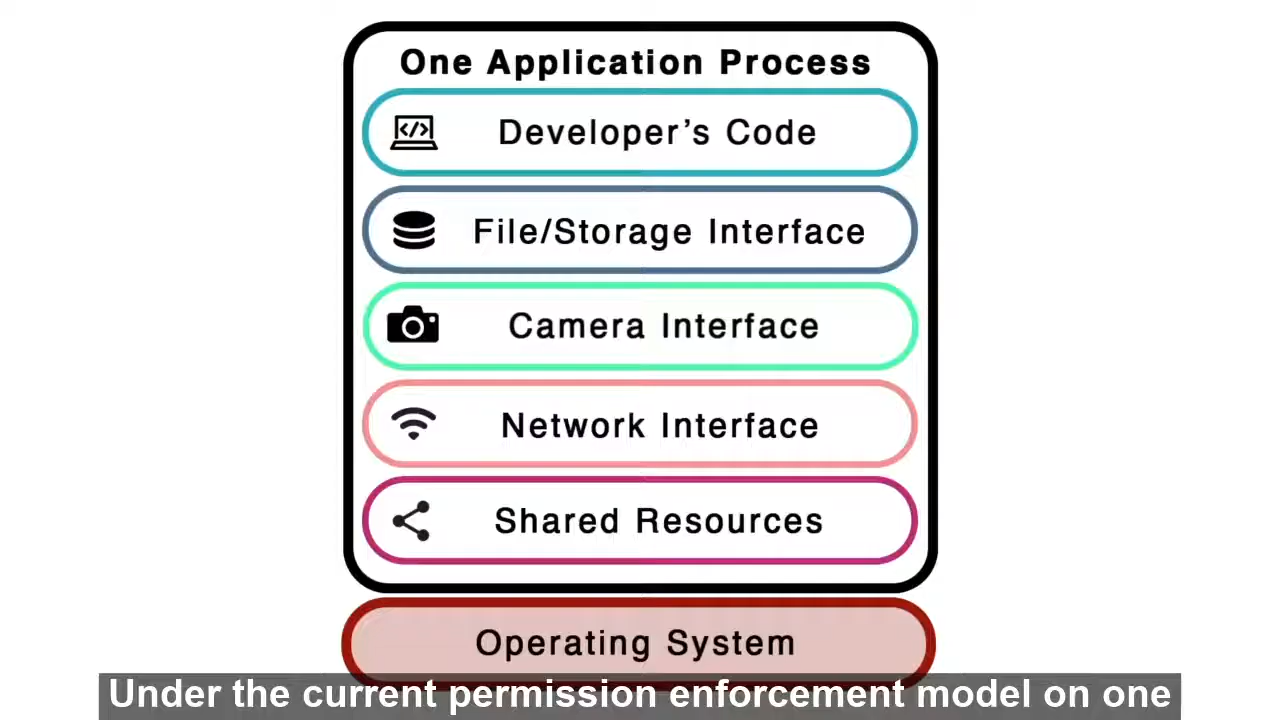 One Application Process
Developer’s Code
File/Storage Interface
Camera Interface
Network Interface
Shared Resources
Operating System
Under the current permission enforcement model on one